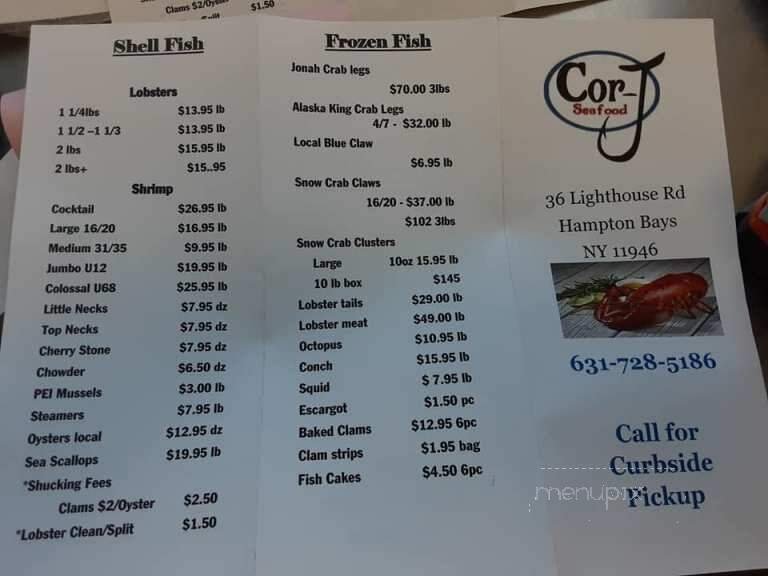 Clams $2/Oyster $1.50
Shell Fish
Lobsters
1 1/4lbs $13.95 lb
1 1/2 –1 1/3 $13.95 lb
2 lbs $15.95 lb
2 lbs+ $15..95
Shrimp
Cocktail $26.95 lb
Large 16/20 $16.95 lb
Medium 31/35 $9.95 lb
Jumbo U12 $19.95 lb
Colossal U68 $25.95 lb
Little Necks $7.95 dz
Top Necks $7.95 dz
Cherry Stone $7.95 dz
Chowder $6.50 dz
PEI Mussels $3.00 lb
Steamers $7.95 lb
Oysters local $12.95 dz
Sea Scallops $19.95 lb
*Shucking Fees
Clams $2/Oyster $2.50
*Lobster Clean/Split $1.50
Frozen Fish
Jonah Crab legs
$70.00 3lbs
Alaska King Crab Legs
4/7 - $32.00 lb
Local Blue Claw
$6.95 lb
Snow Crab Claws
16/20 - $37.00 lb
$102 3lbs
Snow Crab Clusters
Large 10oz 15.95 lb
10 lb box $145
Lobster tails $29.00 lb
Lobster meat $49.00 lb
Octopus $10.95 lb
Conch $15.95 lb
Squid $ 7.95 lb
Escargot $1.50 pc
Baked Clams $12.95 6pc
Clam strips $1.95 bag
Fish Cakes $4.50 6pc
Cor-J
Seafood
36 Lighthouse Rd
Hampton Bays
NY 11946
631-728-5186
Call for
Curbside
Pickup
menupix